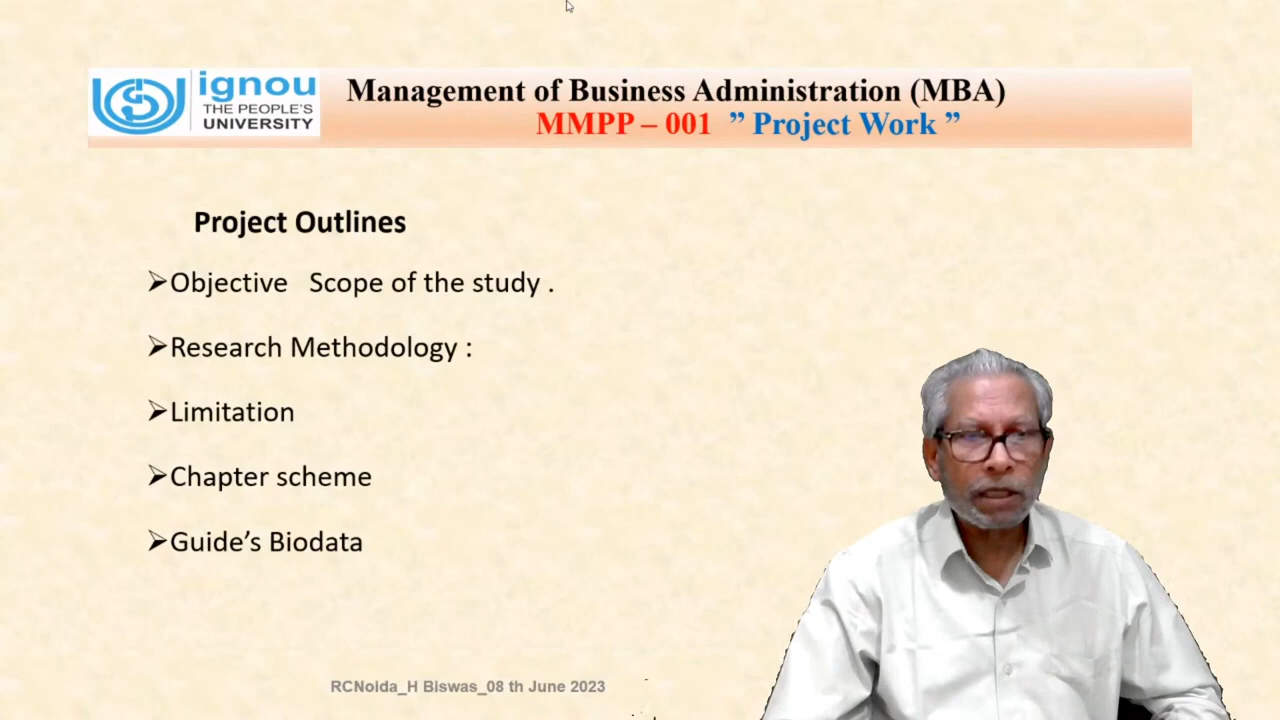 ignou
THE PEOPLE'S
UNIVERSITY
Management of Business Administration (MBA)
MMPP – 001 ” Project Work ”
Project Outlines
➢Objective Scope of the study .
➢Research Methodology :
➢Limitation
➢Chapter scheme
➢Guide’s Biodata
RCNoida_H Biswas_08 th June 2023